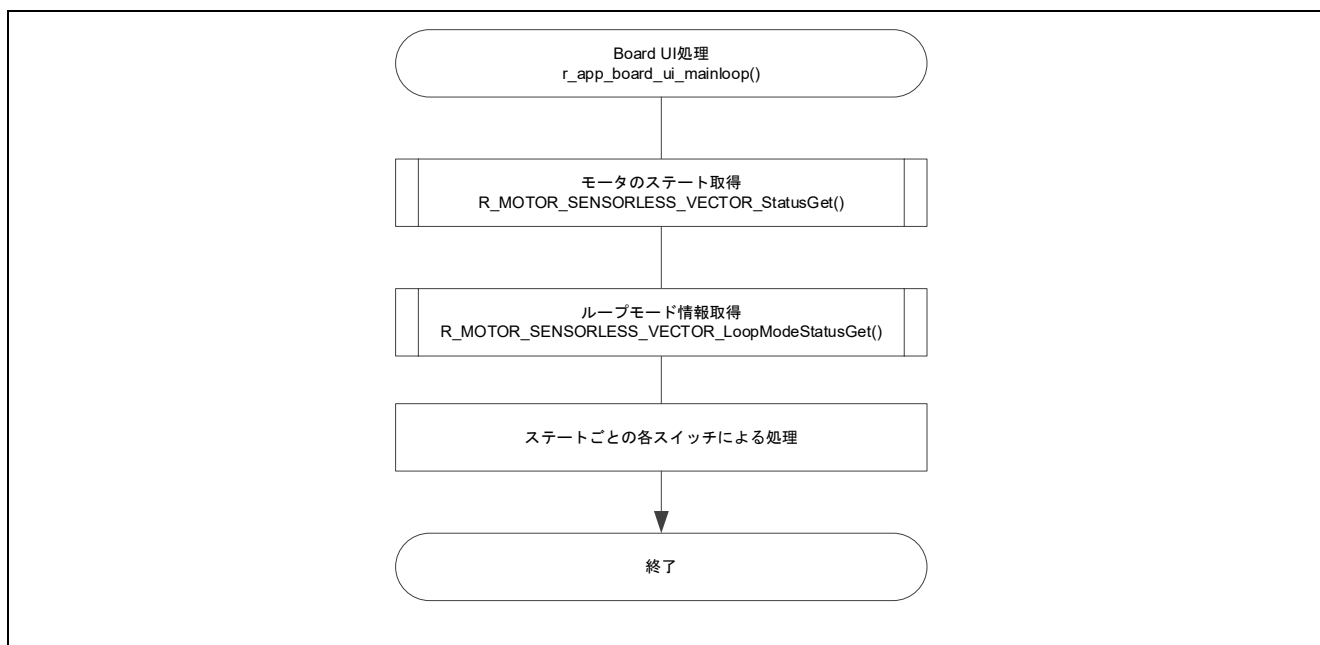 Board UI処理
r_app_board_ui_mainloop()
モータのステート取得
R_MOTOR_SENSORLESS_VECTOR_StatusGet()
ループモード情報取得
R_MOTOR_SENSORLESS_VECTOR_LoopModeStatusGet()
ステートごとの各スイッチによる処理
終了